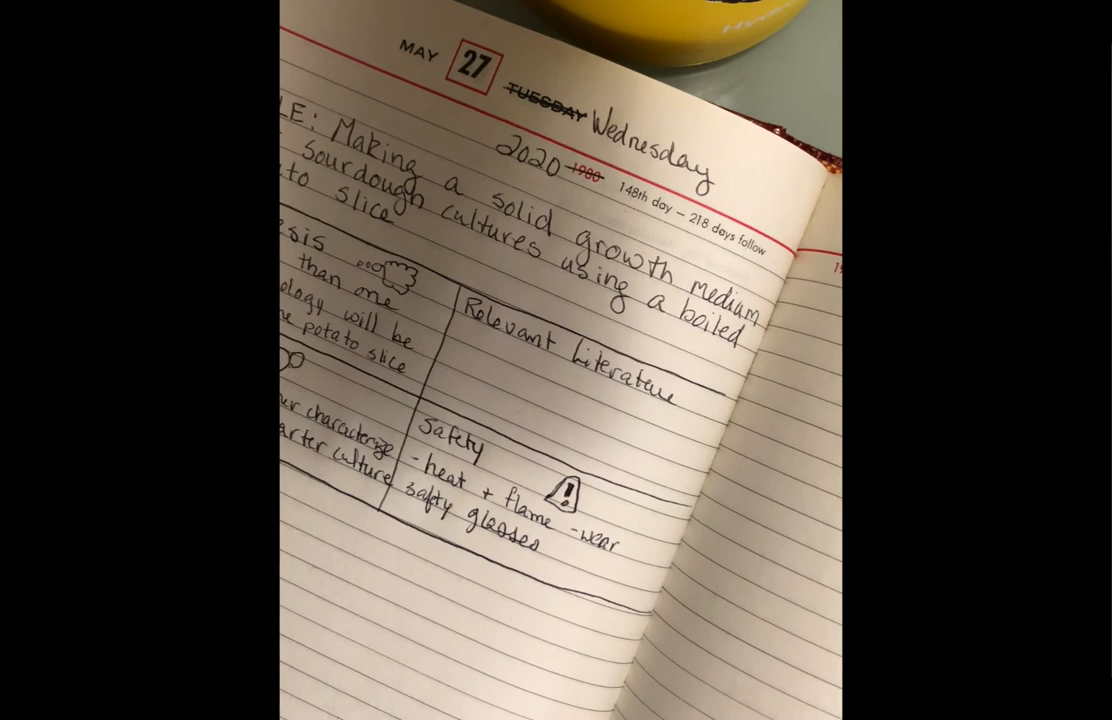 MAY 27 TUESDAY Wednesday
2020 1980 148th day – 218 days follow
LE: Making a solid growth medium
sourdough cultures using a boiled
to slice
esis
than one
ology will be
potato slice
Relevant Literature
characterize
arter culture
Safety
-heat + flame -wear
safty glasses